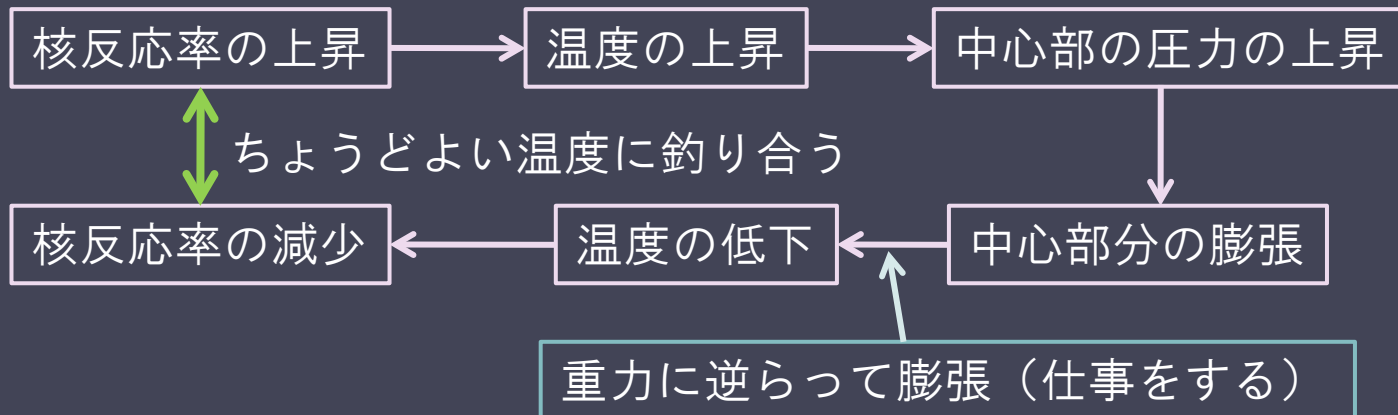 核反応率の上昇
温度の上昇
中心部の圧力の上昇
ちょうどよい温度に釣り合う
核反応率の減少
温度の低下
中心部分の膨張
重力に逆らって膨張（仕事をする）